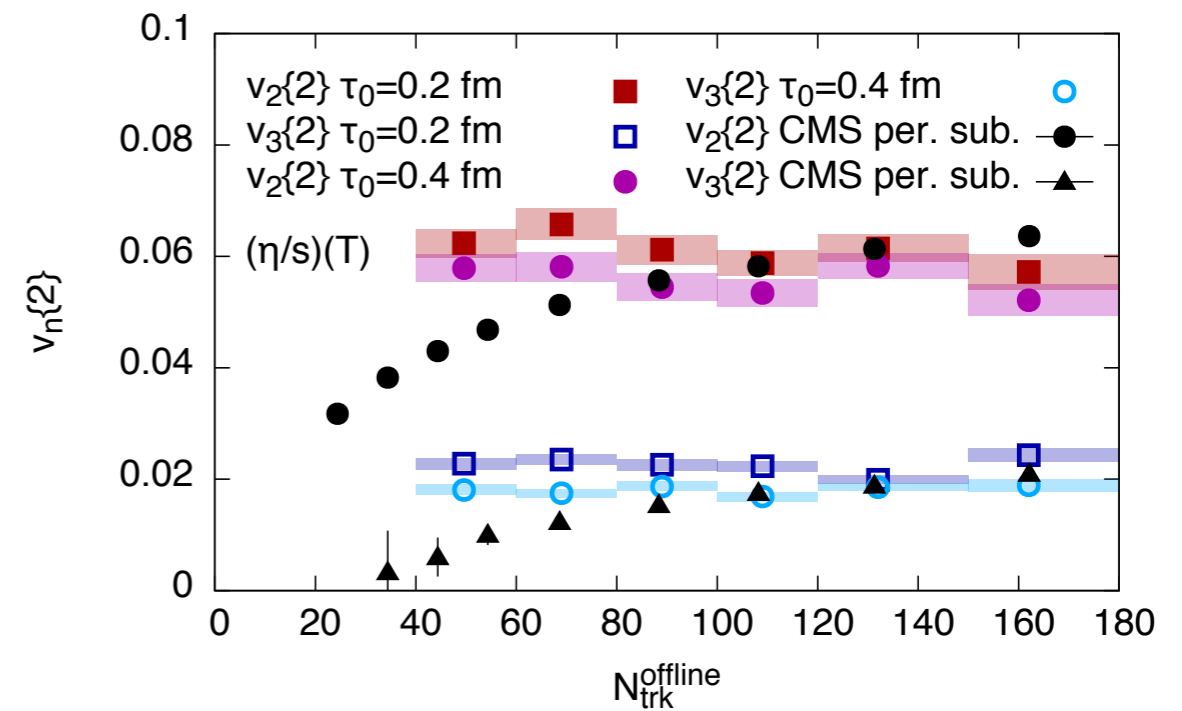 0.1
0.08
0.06
0.04
0.02
0
v2{2} τ0=0.2 fm
v3{2} τ0=0.2 fm
v2{2} τ0=0.4 fm
v3{2} τ0=0.4 fm
v2{2} CMS per. sub.
v3{2} CMS per. sub.
(η/s)(T)
vn{2}
0 20 40 60 80 100 120 140 160 180
Ntrk^offline